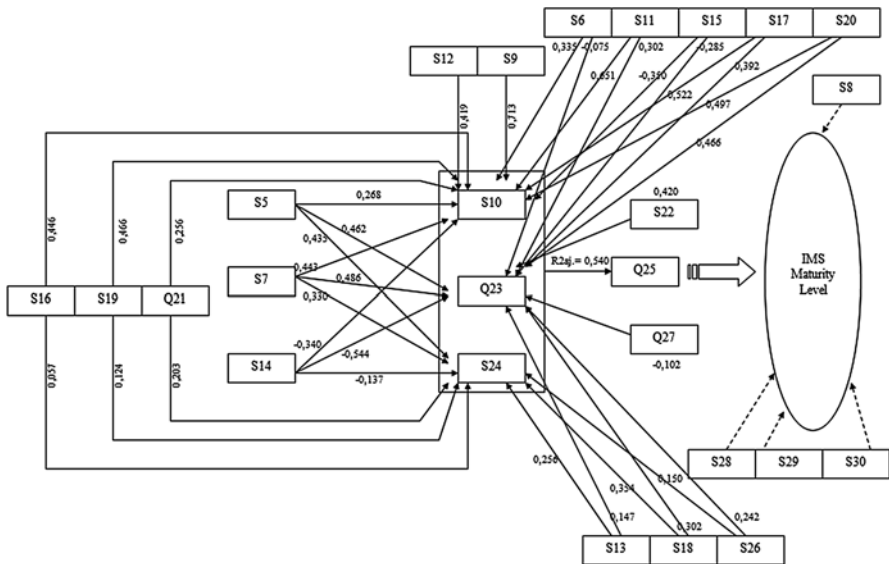 S6 S11 S15 S17 S20
0,335 -0,075 0,302 -0,285
S12 S9
0,651 -0,350 0,392
S8
0,522
0,419 0,713
0,497
0,466
S5 0,268 S10 0,420
S22
0,446 0,466 0,256
0,462
0,435
IMS
Maturity
Level
R2aj.= 0,540
S7 0,443 0,486 Q23 Q25
0,330
S16 S19 Q21
Q27
-0,340
-0,544
S14 S24 -0,102
-0,137
0,057 0,124 0,203
S28 S29 S30
0,256 0,354 0,150
0,147 0,302 0,242
S13 S18 S26